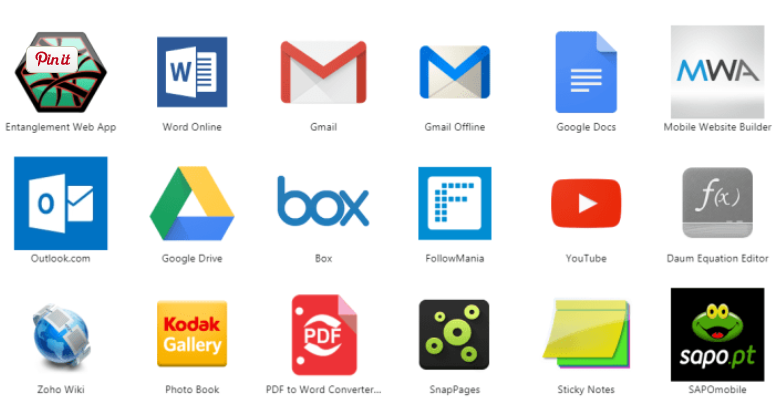 Pin it
Entanglement Web App
W
Word Online
Gmail
Gmail Offline
Google Docs
MWA
Mobile Website Builder
O
Outlook.com
Google Drive
box
Box
F
FollowMania
YouTube
f(x)
Daum Equation Editor
Zoho Wiki
Kodak
Gallery
Photo Book
PDF
PDF to Word Converter...
SnapPages
Sticky Notes
sapo.pt
SAPOmobile